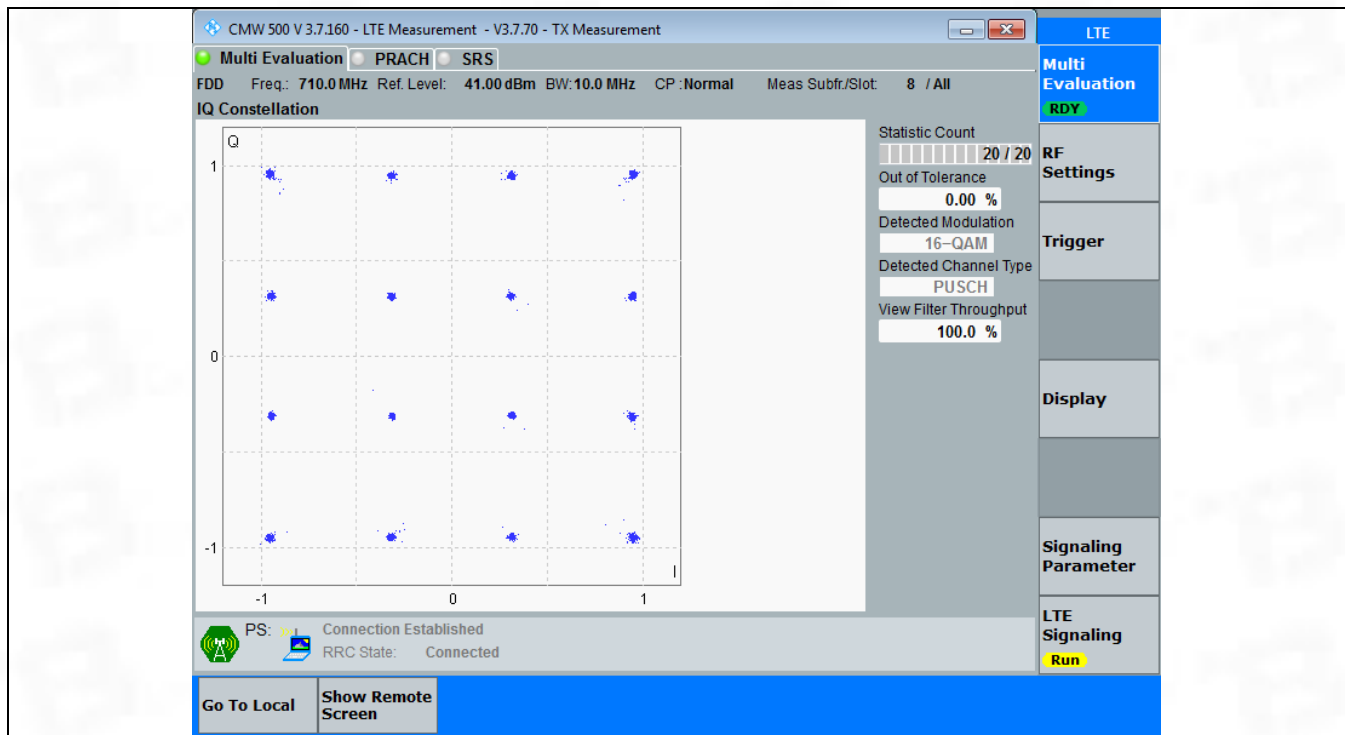 CMW 500 V 3.7.160 - LTE Measurement - V3.7.70 - TX Measurement
LTE
Multi Evaluation PRACH SRS
FDD Freq.: 710.0 MHz Ref. Level: 41.00 dBm BW: 10.0 MHz CP : Normal Meas Subfr./Slot: 8 / All
IQ Constellation
Q
1
0
-1
I
-1 0 1
Statistic Count
20 / 20
Out of Tolerance
0.00 %
Detected Modulation
16-QAM
Detected Channel Type
PUSCH
View Filter Throughput
100.0 %
Multi
Evaluation
RDY
RF
Settings
Trigger
Display
Signaling
Parameter
LTE
Signaling
Run
PS: Connection Established
RRC State: Connected
Go To Local
Show Remote
Screen